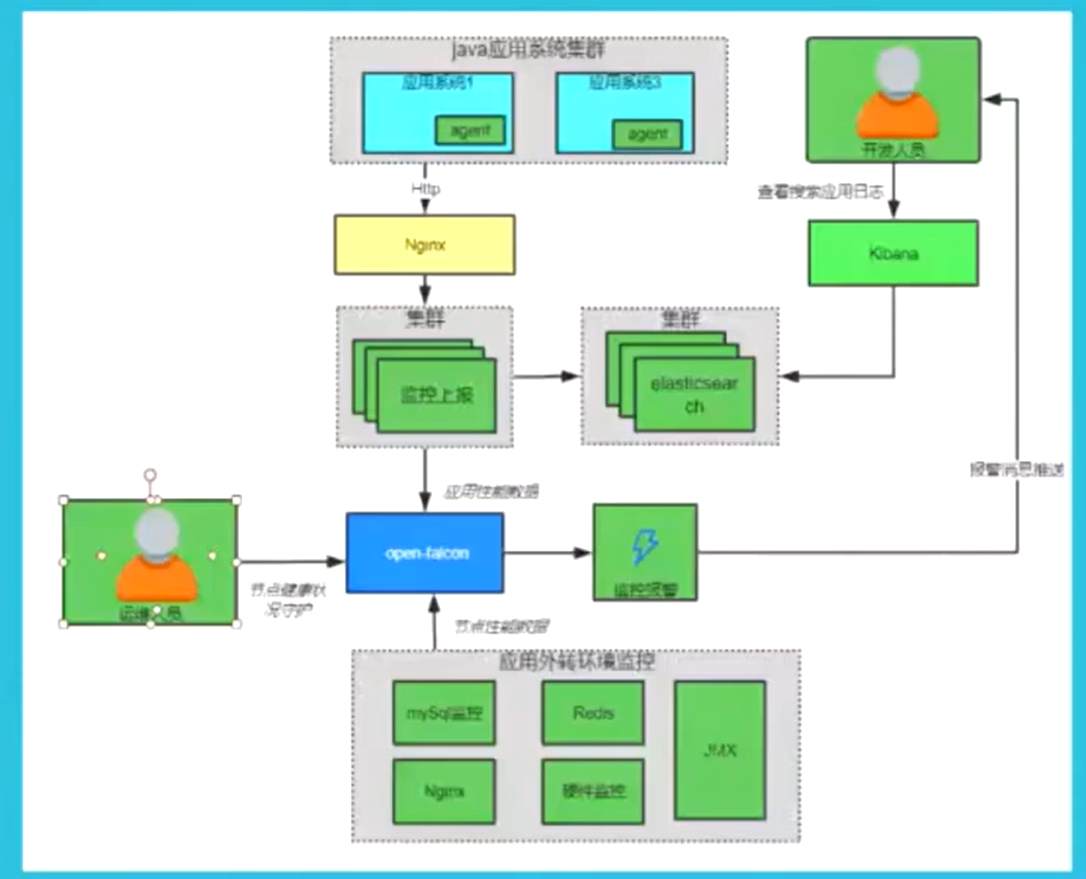 java应用系统集群
应用系统1
agent
应用系统3
agent
开发人员
Http
查看搜索应用日志
Nginx
Kibana
集群
监控上报
集群
elasticsear
ch
报警消息推送
应用性能数据
open-falcon
监控报警
运维人员
节点健康状
况守护
节点性能数据
应用外转环境监控
mySql监控
Redis
JMX
Nginx
硬件监控